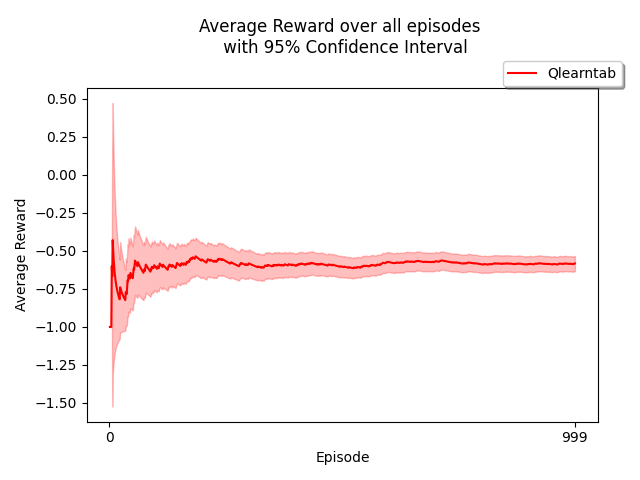 Average Reward over all episodes
with 95% Confidence Interval
Qlearntab
0.50
0.25
0.00
−0.25
−0.50
−0.75
−1.00
−1.25
−1.50
Average Reward
0
999
Episode